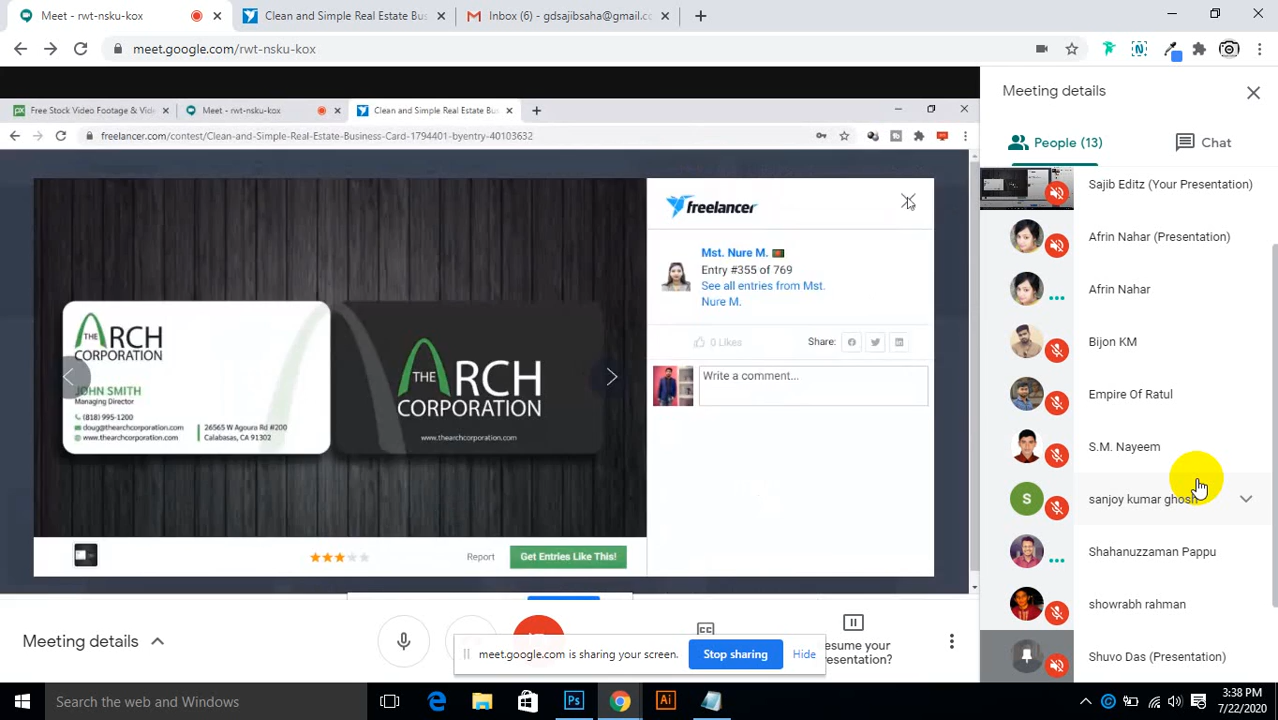 Meet - rwt-nsku-kox
Clean and Simple Real Estate Bus
Inbox (6) - gdsajibsaha@gmail.cc
meet.google.com/rwt-nsku-kox
Meeting details
People (13)
Chat
Free Stock Video Footage & Vid
Meet - rwt-nsku-kox
Clean and Simple Real Estate Bu
freelancer.com/contest/Clean-and-Simple-Real-Estate-Business-Card-1794401-byentry-40103632
THE ARCH
CORPORATION
JOHN SMITH
Managing Director
(818) 995-1200
doug@thearchcorporation.com
www.thearchcorporation.com
26565 W Agoura Rd #200
Calabasas, CA 91302
THE ARCH
CORPORATION
www.thearchcorporation.com
Report
Get Entries Like This!
freelancer
Mst. Nure M.
Entry #355 of 769
See all entries from Mst.
Nure M.
0 Likes
Share:
Write a comment...
Sajib Editz (Your Presentation)
Afrin Nahar (Presentation)
Afrin Nahar
Bijon KM
Empire Of Ratul
S.M. Nayeem
S
sanjoy kumar ghosh
Shahanuzzaman Pappu
showrabh rahman
Shuvo Das (Presentation)
Meeting details
CC
esume your
resentation?
meet.google.com is sharing your screen.
Stop sharing
Hide
Search the web and Windows
Ps
Ai
3:38 PM
7/22/2020